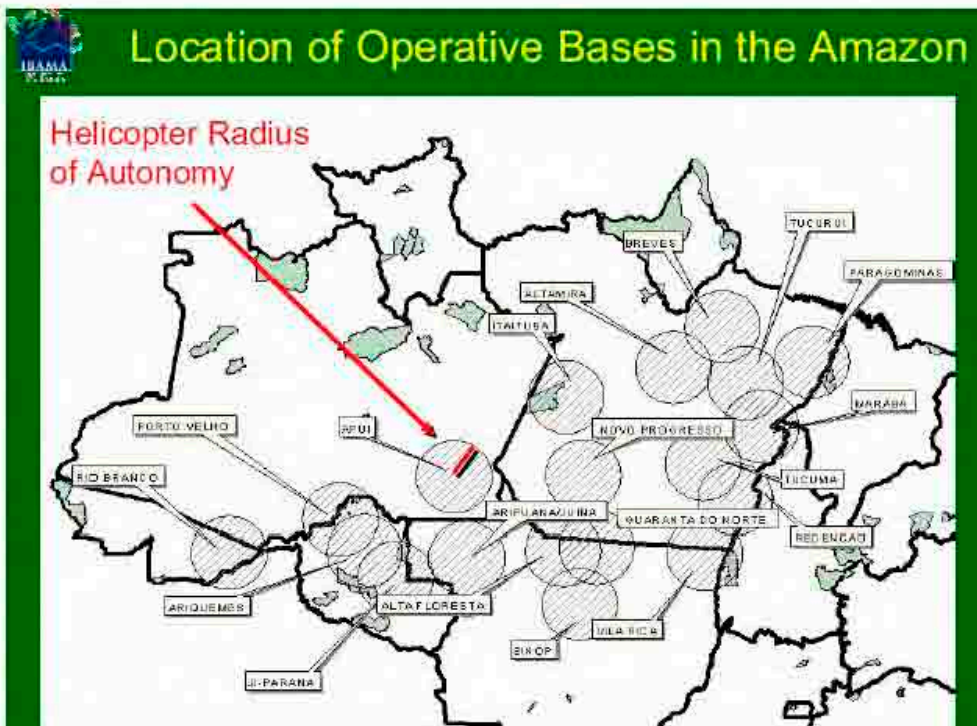 IBAMA
Location of Operative Bases in the Amazon
Helicopter Radius
of Autonomy
TUCURUI
BREVES
PARAGOMINAS
ALTAMIRA
ITAITUBA
MARABA
PORTO VELHO
APUI
NOVO PROGRESSO
RIO BRANCO
TUCUMA
ARIPUANA/JUINA
GUARANTA DO NORTE
REDENCAO
ARIQUEMES
ALTA FLORESTA
VILA RICA
SINOP
JI-PARANA